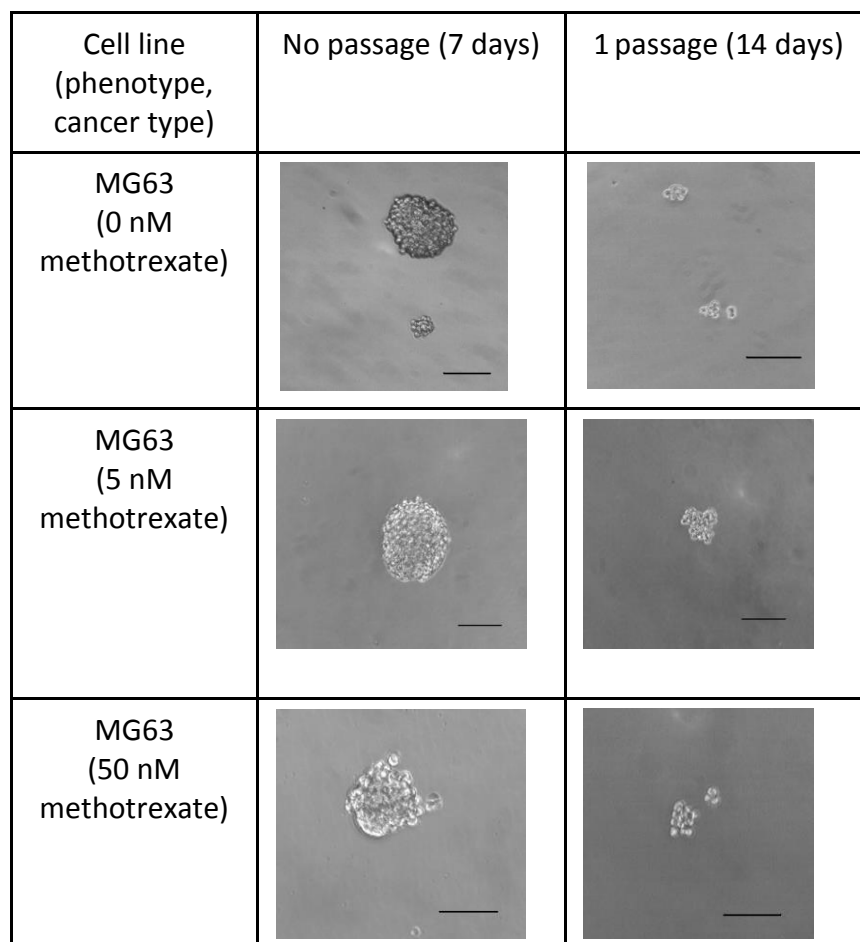 Cell line
(phenotype,
cancer type)
No passage (7 days)
1 passage (14 days)
MG63
(0 nM
methotrexate)
MG63
(5 nM
methotrexate)
MG63
(50 nM
methotrexate)